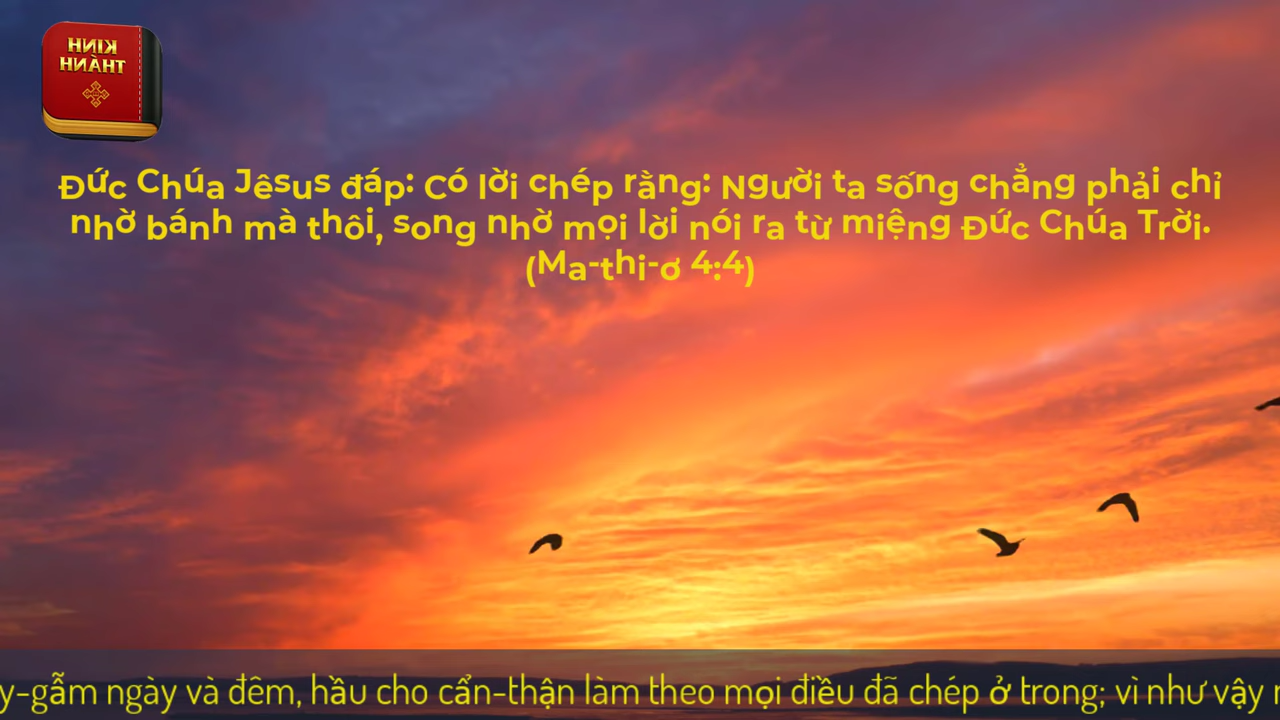 KINH
THÁNH
Đức Chúa Jêsus đáp: Có lời chép rằng: Người ta sống chẳng phải chỉ
nhờ bánh mà thôi, song nhờ mọi lời nói ra từ miệng Đức Chúa Trời.
(Ma-thi-ơ 4:4)
y-gẫm ngày và đêm, hầu cho cẩn-thận làm theo mọi điều đã chép ở trong; vì như vậy